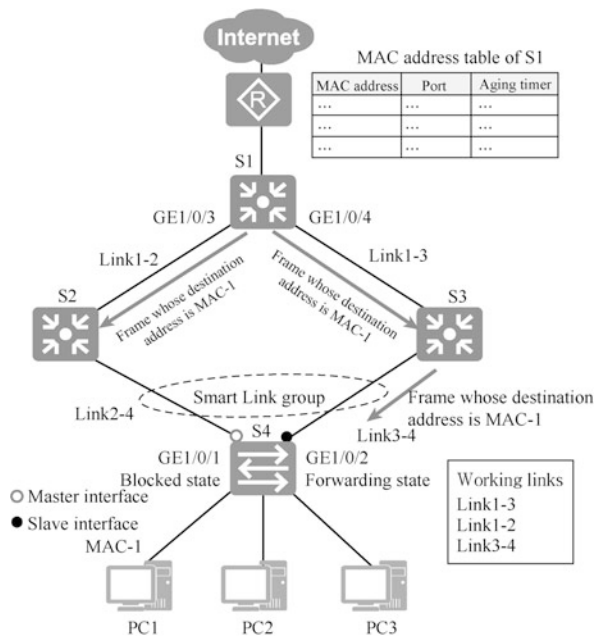 Internet
MAC address table of S1
MAC address Port Aging timer
... ... ...
... ... ...
... ... ...
R
S1
GE1/0/3 GE1/0/4
Link1-2 Link1-3
Frame whose destination
address is MAC-1
Frame whose destination
address is MAC-1
S2 S3
Smart Link group
Frame whose destination
address is MAC-1
Link2-4 Link3-4
S4
GE1/0/1 GE1/0/2
Blocked state Forwarding state
Master interface
Slave interface
Working links
Link1-3
Link1-2
Link3-4
MAC-1
PC1 PC2 PC3